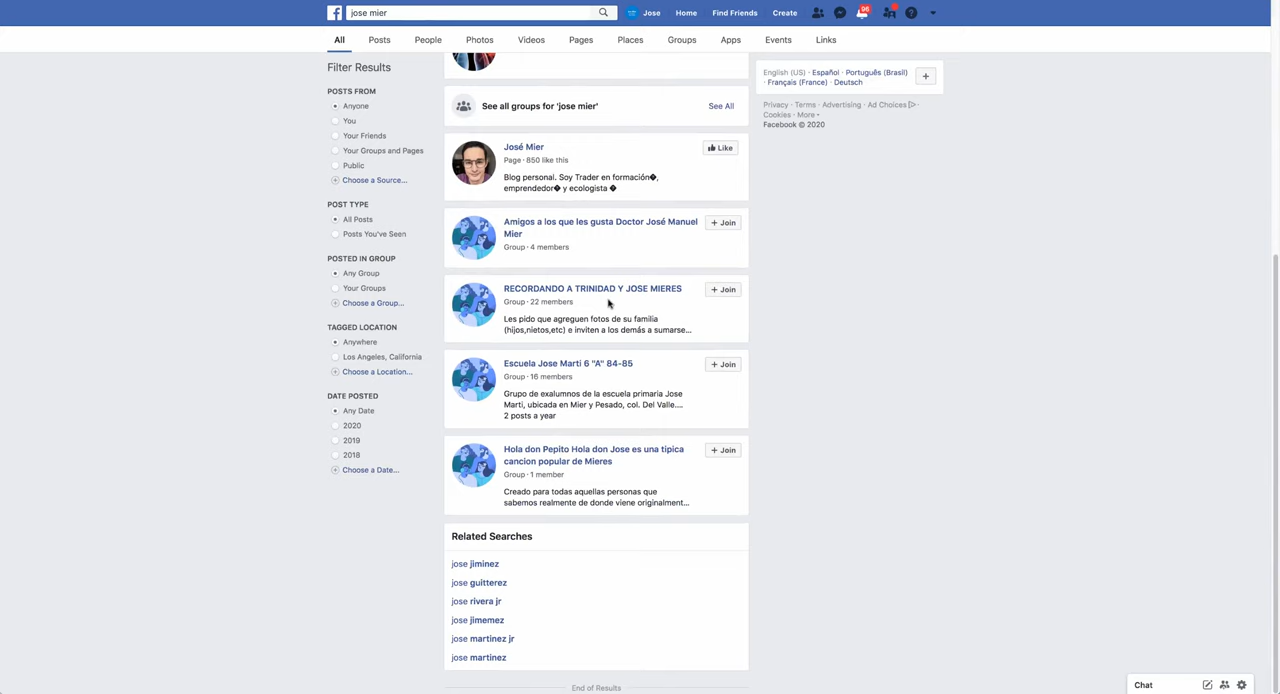 jose mier
Jose
Home
Find Friends
Create
96
All
Posts
People
Photos
Videos
Pages
Places
Groups
Apps
Events
Links
Filter Results
POSTS FROM
Anyone
You
Your Friends
Your Groups and Pages
Public
Choose a Source...
POST TYPE
All Posts
Posts You've Seen
POSTED IN GROUP
Any Group
Your Groups
Choose a Group...
TAGGED LOCATION
Anywhere
Los Angeles, California
Choose a Location...
DATE POSTED
Any Date
2020
2019
2018
Choose a Date...
See all groups for 'jose mier'
See All
José Mier
Page · 850 like this
Blog personal. Soy Trader en formación�,
emprendedor� y ecologista �
Like
Amigos a los que les gusta Doctor José Manuel
Mier
Group · 4 members
+ Join
RECORDANDO A TRINIDAD Y JOSE MIERES
Group · 22 members
Les pido que agreguen fotos de su familia
(hijos,nietos,etc) e inviten a los demás a sumarse...
+ Join
Escuela Jose Marti 6 "A" 84-85
Group · 16 members
Grupo de exalumnos de la escuela primaria Jose
Marti, ubicada en Mier y Pesado, col. Del Valle....
2 posts a year
+ Join
Hola don Pepito Hola don Jose es una tipica
cancion popular de Mieres
Group · 1 member
Creado para todas aquellas personas que
sabemos realmente de donde viene originalment...
+ Join
Related Searches
jose jiminez
jose guitterez
jose rivera jr
jose jimemez
jose martinez jr
jose martinez
End of Results
English (US) · Español · Português (Brasil)
· Français (France) · Deutsch
Privacy · Terms · Advertising · Ad Choices ·
Cookies · More
Facebook © 2020
Chat